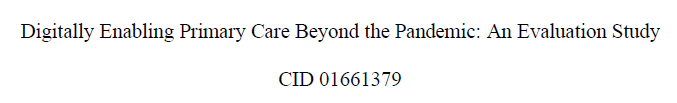 Digitally Enabling Primary Care Beyond the Pandemic: An Evaluation Study
CID 01661379